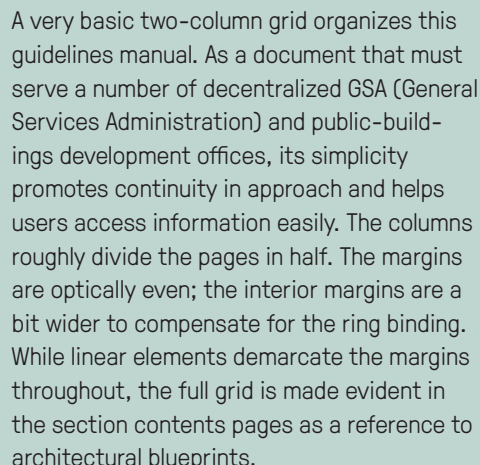 A very basic two-column grid organizes this
guidelines manual. As a document that must
serve a number of decentralized GSA (General
Services Administration) and public-build-
ings development offices, its simplicity
promotes continuity in approach and helps
users access information easily. The columns
roughly divide the pages in half. The margins
are optically even; the interior margins are a
bit wider to compensate for the ring binding.
While linear elements demarcate the margins
throughout, the full grid is made evident in
the section contents pages as a reference to
architectural blueprints.